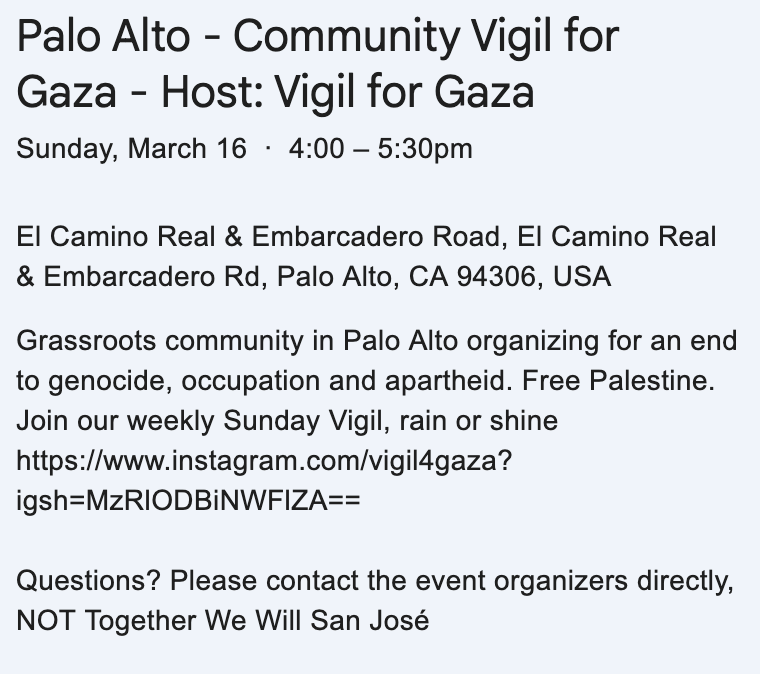 Palo Alto - Community Vigil for
Gaza - Host: Vigil for Gaza
Sunday, March 16 · 4:00 – 5:30pm
El Camino Real & Embarcadero Road, El Camino Real
& Embarcadero Rd, Palo Alto, CA 94306, USA
Grassroots community in Palo Alto organizing for an end
to genocide, occupation and apartheid. Free Palestine.
Join our weekly Sunday Vigil, rain or shine
https://www.instagram.com/vigil4gaza?
igsh=MzRlODBiNWFlZA==
Questions? Please contact the event organizers directly,
NOT Together We Will San José